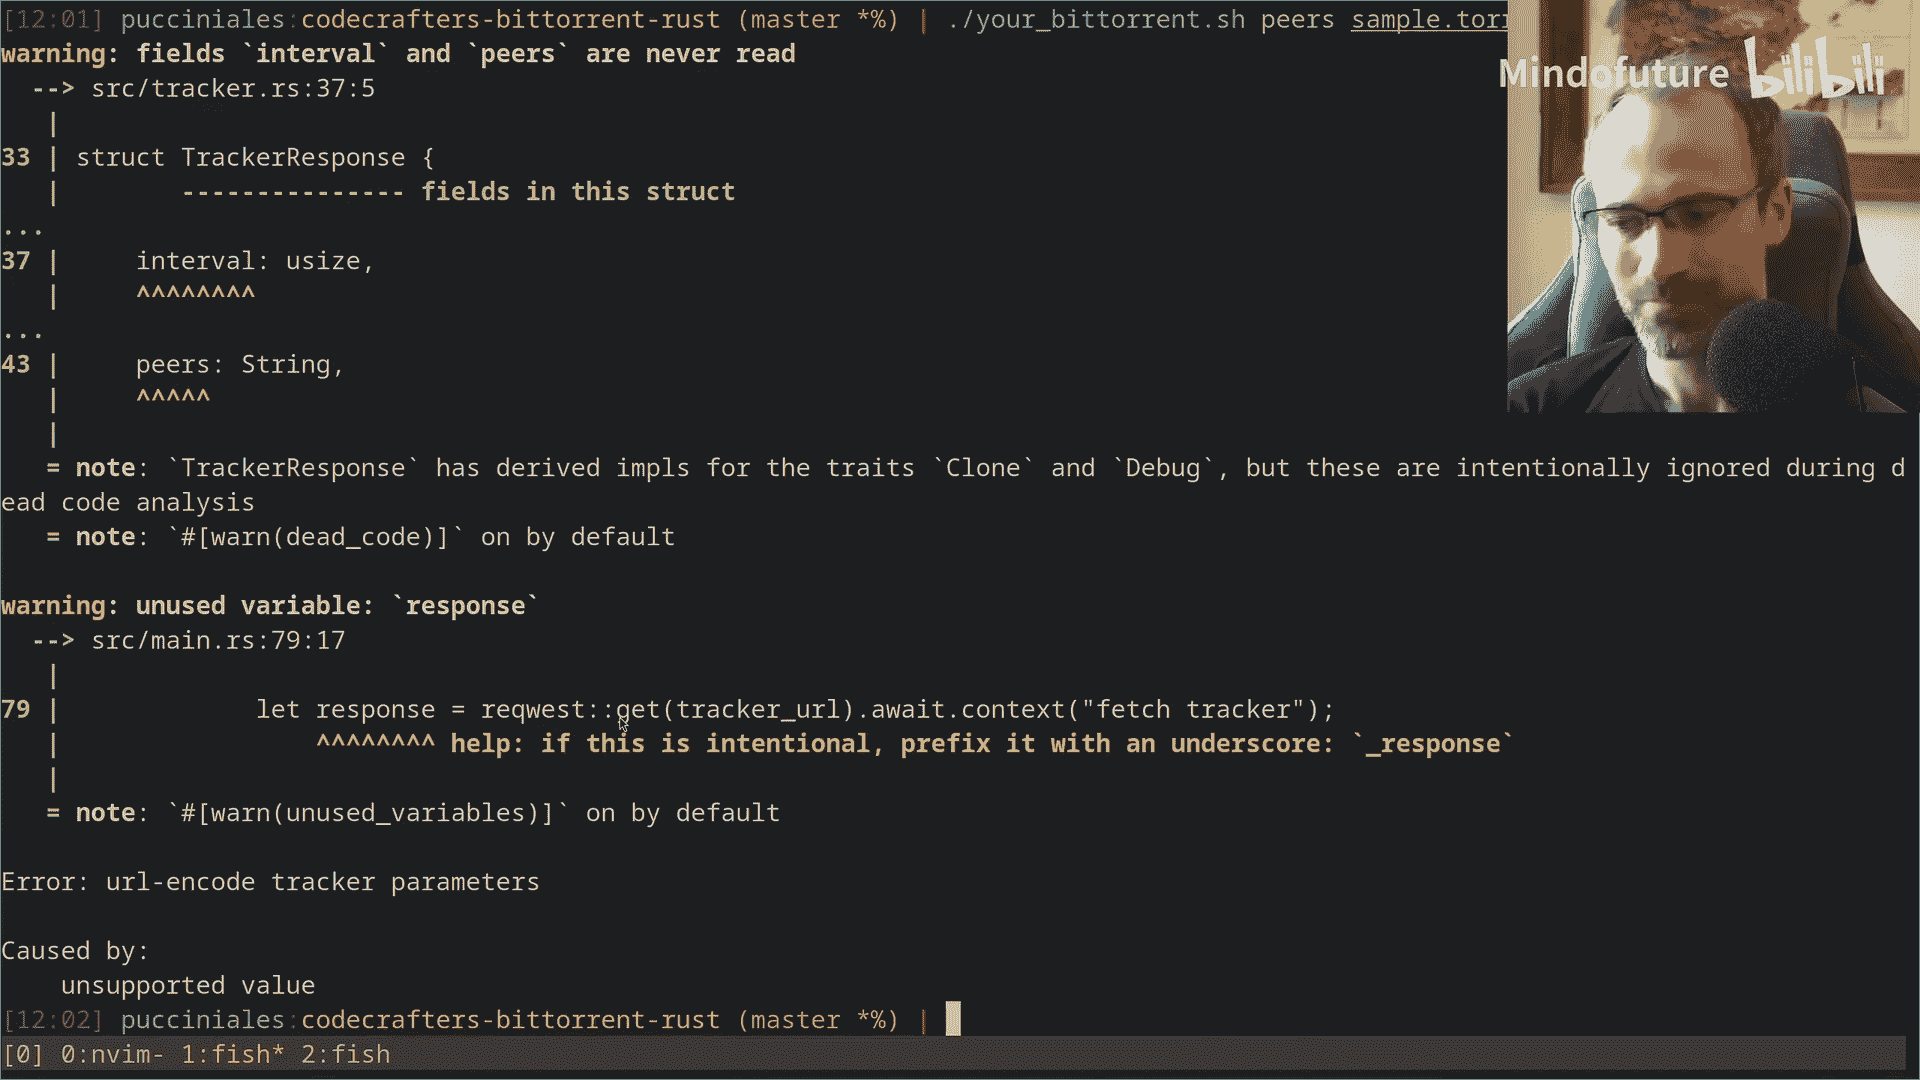 [12:01] pucciniales:codecrafters-bittorrent-rust (master *%) | ./your_bittorrent.sh peers sample.torr
warning: fields `interval` and `peers` are never read
  --> src/tracker.rs:37:5
   |
33 | struct TrackerResponse {
   |        --------------- fields in this struct
...
37 |     interval: usize,
   |     ^^^^^^^^
...
43 |     peers: String,
   |     ^^^^^
   |
   = note: `TrackerResponse` has derived impls for the traits `Clone` and `Debug`, but these are intentionally ignored during d
ead code analysis
   = note: `#[warn(dead_code)]` on by default

warning: unused variable: `response`
  --> src/main.rs:79:17
   |
79 |             let response = reqwest::get(tracker_url).await.context("fetch tracker");
   |                 ^^^^^^^^ help: if this is intentional, prefix it with an underscore: `_response`
   |
   = note: `#[warn(unused_variables)]` on by default

Error: url-encode tracker parameters

Caused by:
    unsupported value
[12:02] pucciniales:codecrafters-bittorrent-rust (master *%) |
[0] 0:nvim- 1:fish* 2:fish
Mindofuture bilibili